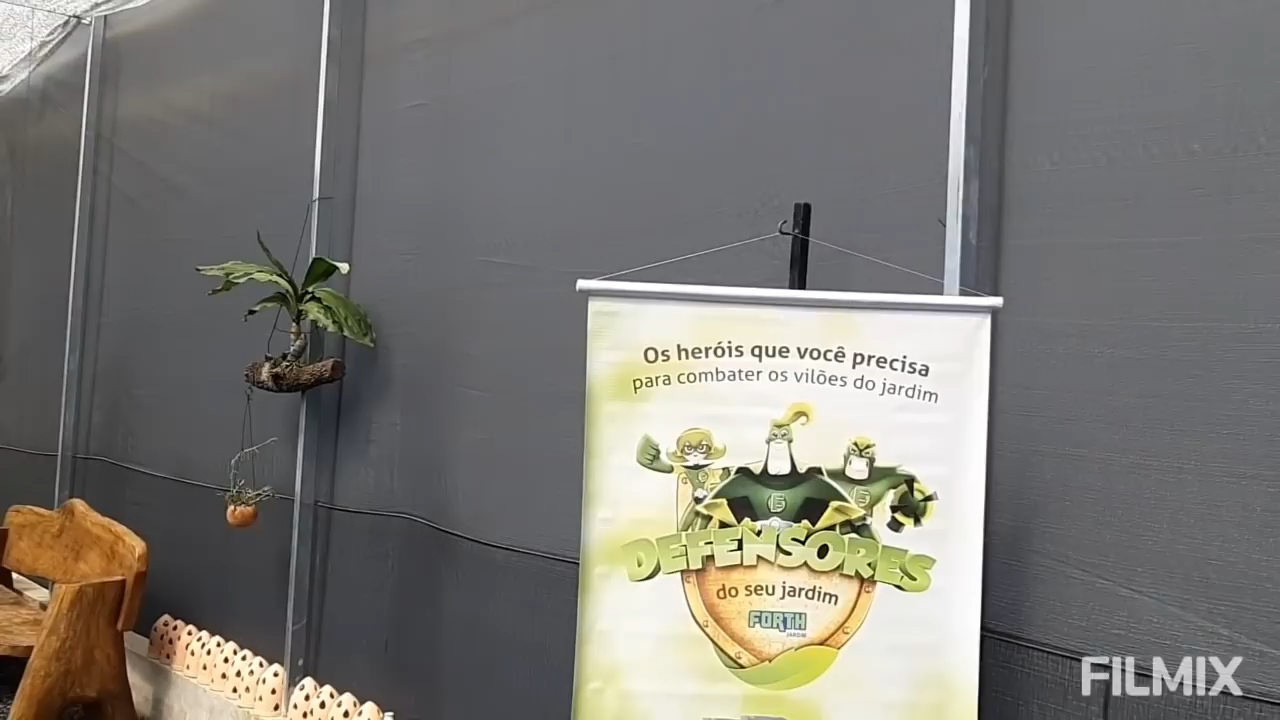 Os heróis que você precisa
para combater os vilões do jardim
DEFENSORES
do seu jardim
FORTH
JARDIM
FILMIX